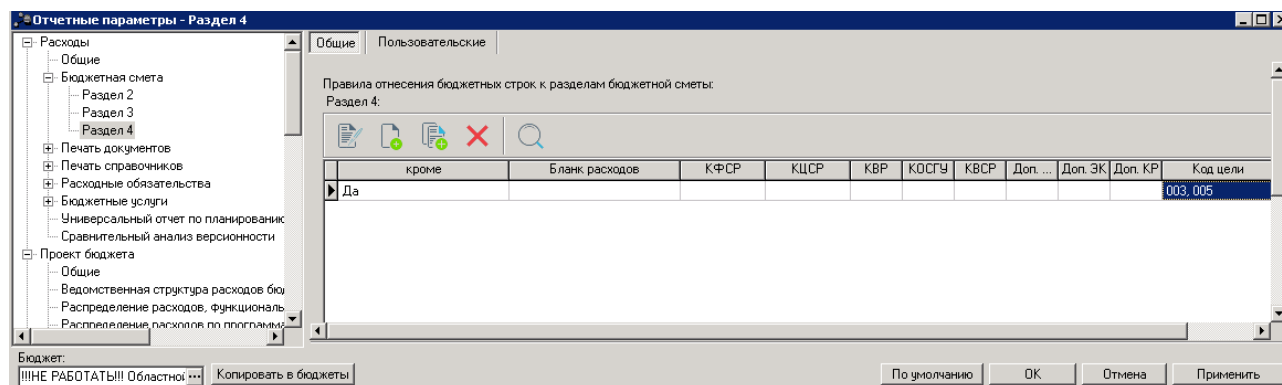 Отчетные параметры - Раздел 4
Расходы
Общие
Бюджетная смета
Раздел 2
Раздел 3
Раздел 4
Печать документов
Печать справочников
Расходные обязательства
Бюджетные услуги
Универсальный отчет по планировани
Сравнительный анализ версионности
Проект бюджета
Общие
Ведомственная структура расходов бю
Распределение расходов, функциональ
Распределение расходов по программа
Общие Пользовательские
Правила отнесения бюджетных строк к разделам бюджетной сметы:
Раздел 4:
кроме Бланк расходов КФСР КЦСР КВР КОСГУ КВСР Доп. ... Доп. ЭК Доп. КР Код цели
Да 003, 005
Бюджет:
!!!НЕ РАБОТАТЬ!!! Областной ... Копировать в бюджеты По умолчанию OK Отмена Применить